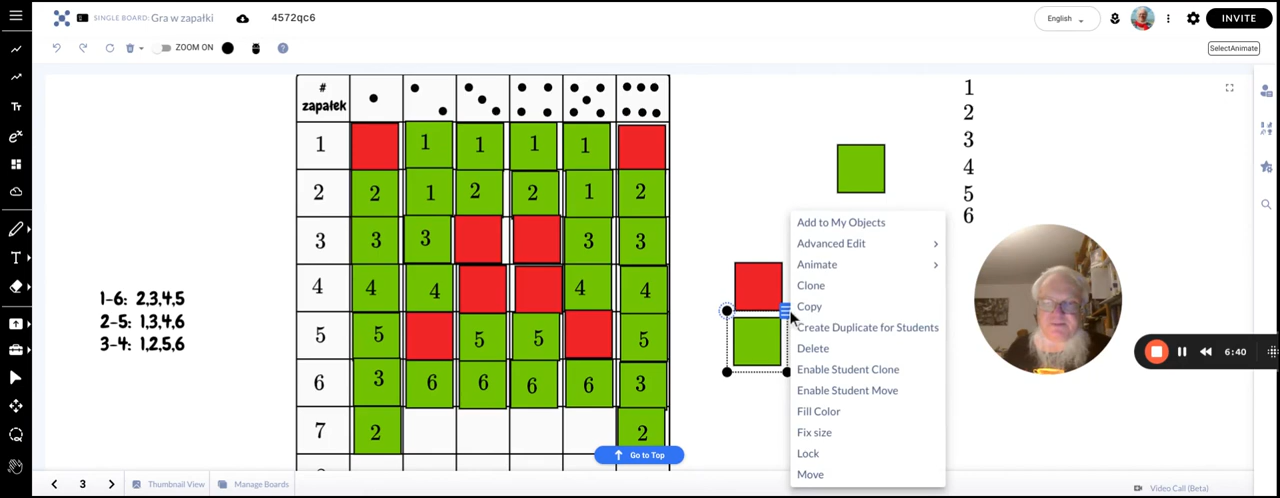 SINGLE BOARD: Gra w zapałki 4572qc6 English INVITE
ZOOM ON SelectAnimate
# zapałek
1 1 1 1 1
2 2 1 2 2 1 2
3 3 3 3 3
4 4 4 4 4
5 5 5 5 5
6 3 6 6 6 6 3
7 2 2
1-6: 2,3,4,5
2-5: 1,3,4,6
3-4: 1,2,5,6
1
2
3
4
5
6
Add to My Objects
Advanced Edit
Animate
Clone
Copy
Create Duplicate for Students
Delete
Enable Student Clone
Enable Student Move
Fill Color
Fix size
Lock
Move
6:40
Go to Top
3 Thumbnail View Manage Boards Video Call (Beta)